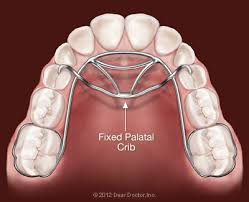 Fixed Palatal
Crib
© 2012 Dear Doctor, Inc.